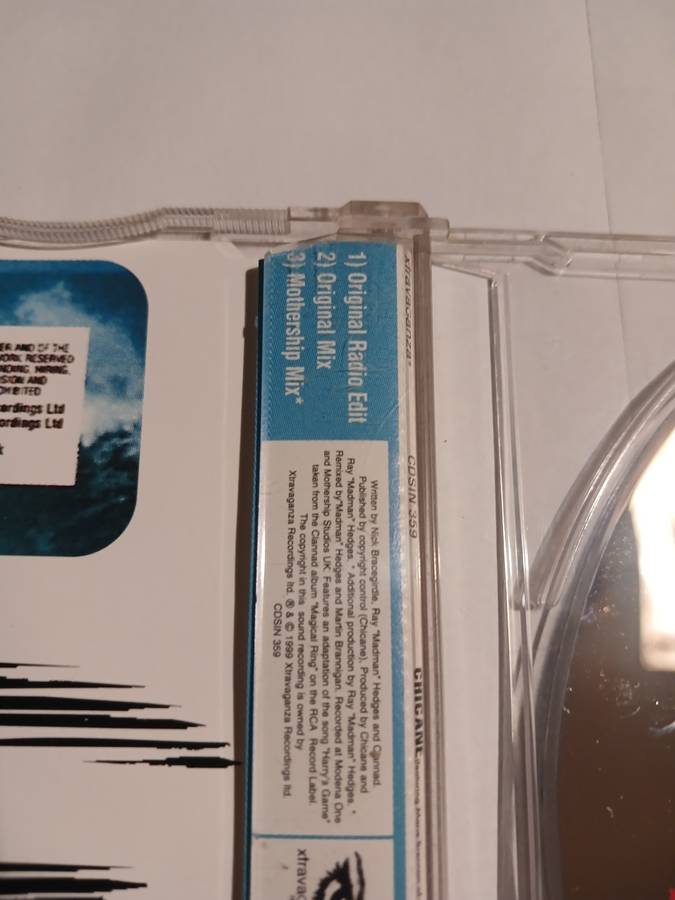 1) Original Radio Edit
2) Original Mix
3) Mothership Mix*
Written by Nick Bracegirdle, Ray "Madman" Hedges and Clannad.
Published by copyright control (Chicane). Produced by Chicane and
Ray "Madman" Hedges. * Additional production by Ray "Madman" Hedges. *
Remixed by "Madman" Hedges and Martin Brannigan. Recorded at Modena One
and Mothership Studios UK. Features an adaptation of the song "Harry's Game"
taken from the Clannad album "Magical Ring" on the RCA Record Label.
The copyright in this sound recording is owned by
Xtravaganza Recordings ltd. ℗ & © 1999 Xtravaganza Recordings ltd.
CDSIN 359
xtravaganza*
CDSIN 359
CHICANE
xtravag
ER AND OF THE
WORK RESERVED
NDING, HIRING,
SION AND
OHIBITED
ordings Ltd
ordings Ltd